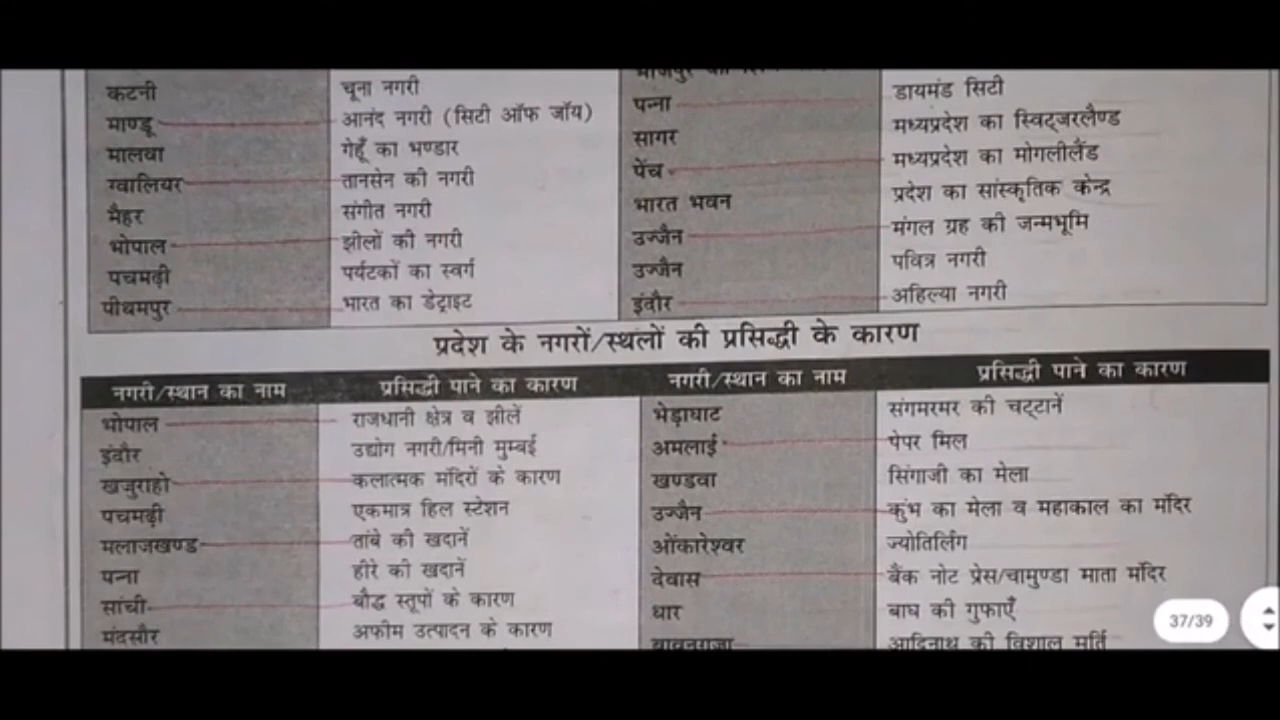 कटनी चूना नगरी
माण्डू आनंद नगरी (सिटी ऑफ जॉय)
मालवा गेहूँ का भण्डार
ग्वालियर तानसेन की नगरी
मैहर संगीत नगरी
भोपाल झीलों की नगरी
पचमढ़ी पर्यटकों का स्वर्ग
पीथमपुर भारत का डेट्राइट
पन्ना डायमंड सिटी
सागर मध्यप्रदेश का स्विट्जरलैण्ड
पेंच मध्यप्रदेश का मोगलीलैंड
भारत भवन प्रदेश का सांस्कृतिक केन्द्र
उज्जैन मंगल ग्रह की जन्मभूमि
उज्जैन पवित्र नगरी
इंदौर अहिल्या नगरी
प्रदेश के नगरों/स्थलों की प्रसिद्धी के कारण
नगरी/स्थान का नाम प्रसिद्धी पाने का कारण नगरी/स्थान का नाम प्रसिद्धी पाने का कारण
भोपाल राजधानी क्षेत्र व झीलें
इंदौर उद्योग नगरी/मिनी मुम्बई
खजुराहो कलात्मक मंदिरों के कारण
पचमढ़ी एकमात्र हिल स्टेशन
मलाजखण्ड तांबे की खदानें
पन्ना हीरे की खदानें
सांची बौद्ध स्तूपों के कारण
मंदसौर अफीम उत्पादन के कारण
भेड़ाघाट संगमरमर की चट्टानें
अमलाई पेपर मिल
खण्डवा सिंगाजी का मेला
उज्जैन कुंभ का मेला व महाकाल का मंदिर
ओंकारेश्वर ज्योतिर्लिंग
देवास बैंक नोट प्रेस/चामुण्डा माता मंदिर
धार बाघ की गुफाएँ
बावनगजा आदिनाथ की विशाल मूर्ति
37/39